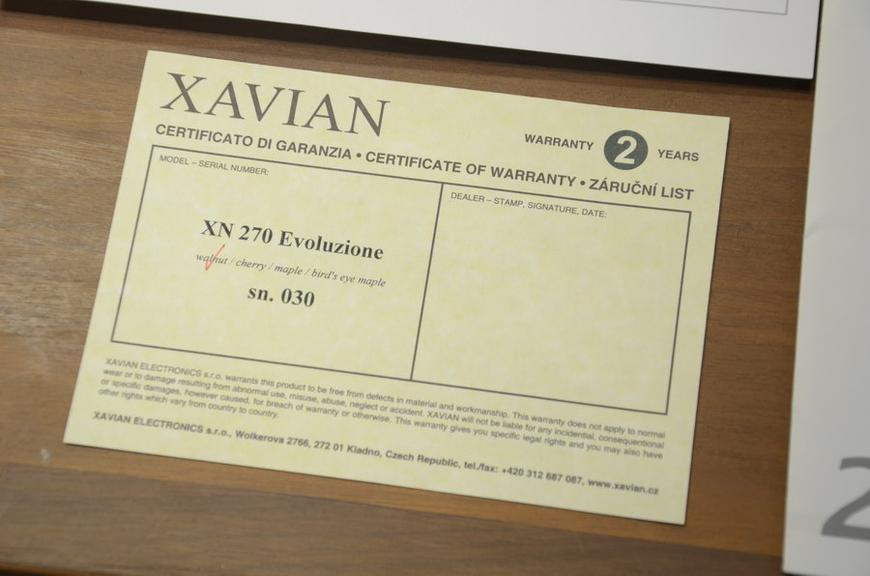 XAVIAN
WARRANTY 2 YEARS
CERTIFICATO DI GARANZIA • CERTIFICATE OF WARRANTY • ZÁRUČNÍ LIST
MODEL – SERIAL NUMBER:
XN 270 Evoluzione
walnut / cherry / maple / bird's eye maple
sn. 030
DEALER – STAMP, SIGNATURE, DATE:
XAVIAN ELECTRONICS s.r.o. warrants this product to be free from defects in material and workmanship. This warranty does not apply to normal
wear or to damage resulting from abnormal use, misuse, abuse, neglect or accident. XAVIAN will not be liable for any incidental, consequentional
or specific damages, however caused, for breach of warranty or otherwise. This warranty gives you specific legal rights and you may also have
other rights which vary from country to country.
XAVIAN ELECTRONICS s.r.o., Wolkerova 2766, 272 01 Kladno, Czech Republic, tel./fax: +420 312 687 087, www.xavian.cz
2